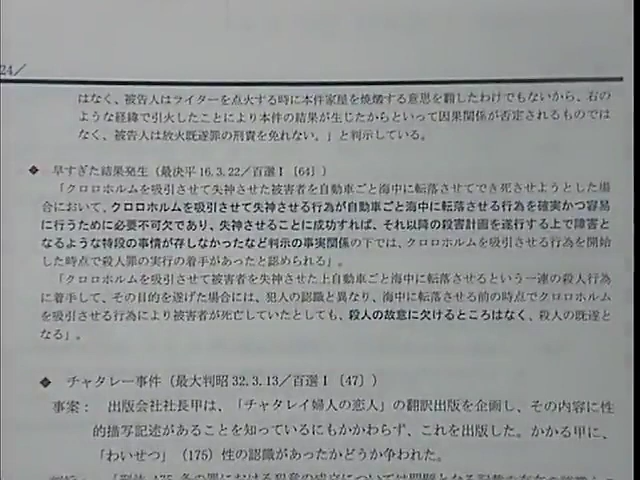 24／
はなく、被告人はライターを点火する時に本件家屋を焼燬する意思を翻したわけでもないから、右の
ような経緯で引火したことにより本件の結果が生じたからといって因果関係が否定されるものではな
く、被告人は放火既遂罪の刑責を免れない。」と判示している。
◆ 早すぎた結果発生（最決平 16.3.22／百選Ⅰ〔64〕）
「クロロホルムを吸引させて失神させた被害者を自動車ごと海中に転落させてでき死させようとした場
合において、クロロホルムを吸引させて失神させる行為が自動車ごと海中に転落させる行為を確実かつ容易
に行うために必要不可欠であり、失神させることに成功すれば、それ以降の殺害計画を遂行する上で障害と
なるような特段の事情が存しなかったなど判示の事実関係の下では、クロロホルムを吸引させる行為を開始
した時点で殺人罪の実行の着手があったと認められる」。
「クロロホルムを吸引させて被害者を失神させた上自動車ごと海中に転落させるという一連の殺人行為
に着手して、その目的を遂げた場合には、犯人の認識と異なり、海中に転落させる前の時点でクロロホルム
を吸引させる行為により被害者が死亡していたとしても、殺人の故意に欠けるところはなく、殺人の既遂と
なる」。
◆ チャタレー事件（最大判昭 32.3.13／百選Ⅰ〔47〕）
事案： 出版会社社長甲は、「チャタレイ婦人の恋人」の翻訳出版を企画し、その内容に性
的描写記述があることを知っているにもかかわらず、これを出版した。かかる甲に、
「わいせつ」（175）性の認識があったかどうか争われた。